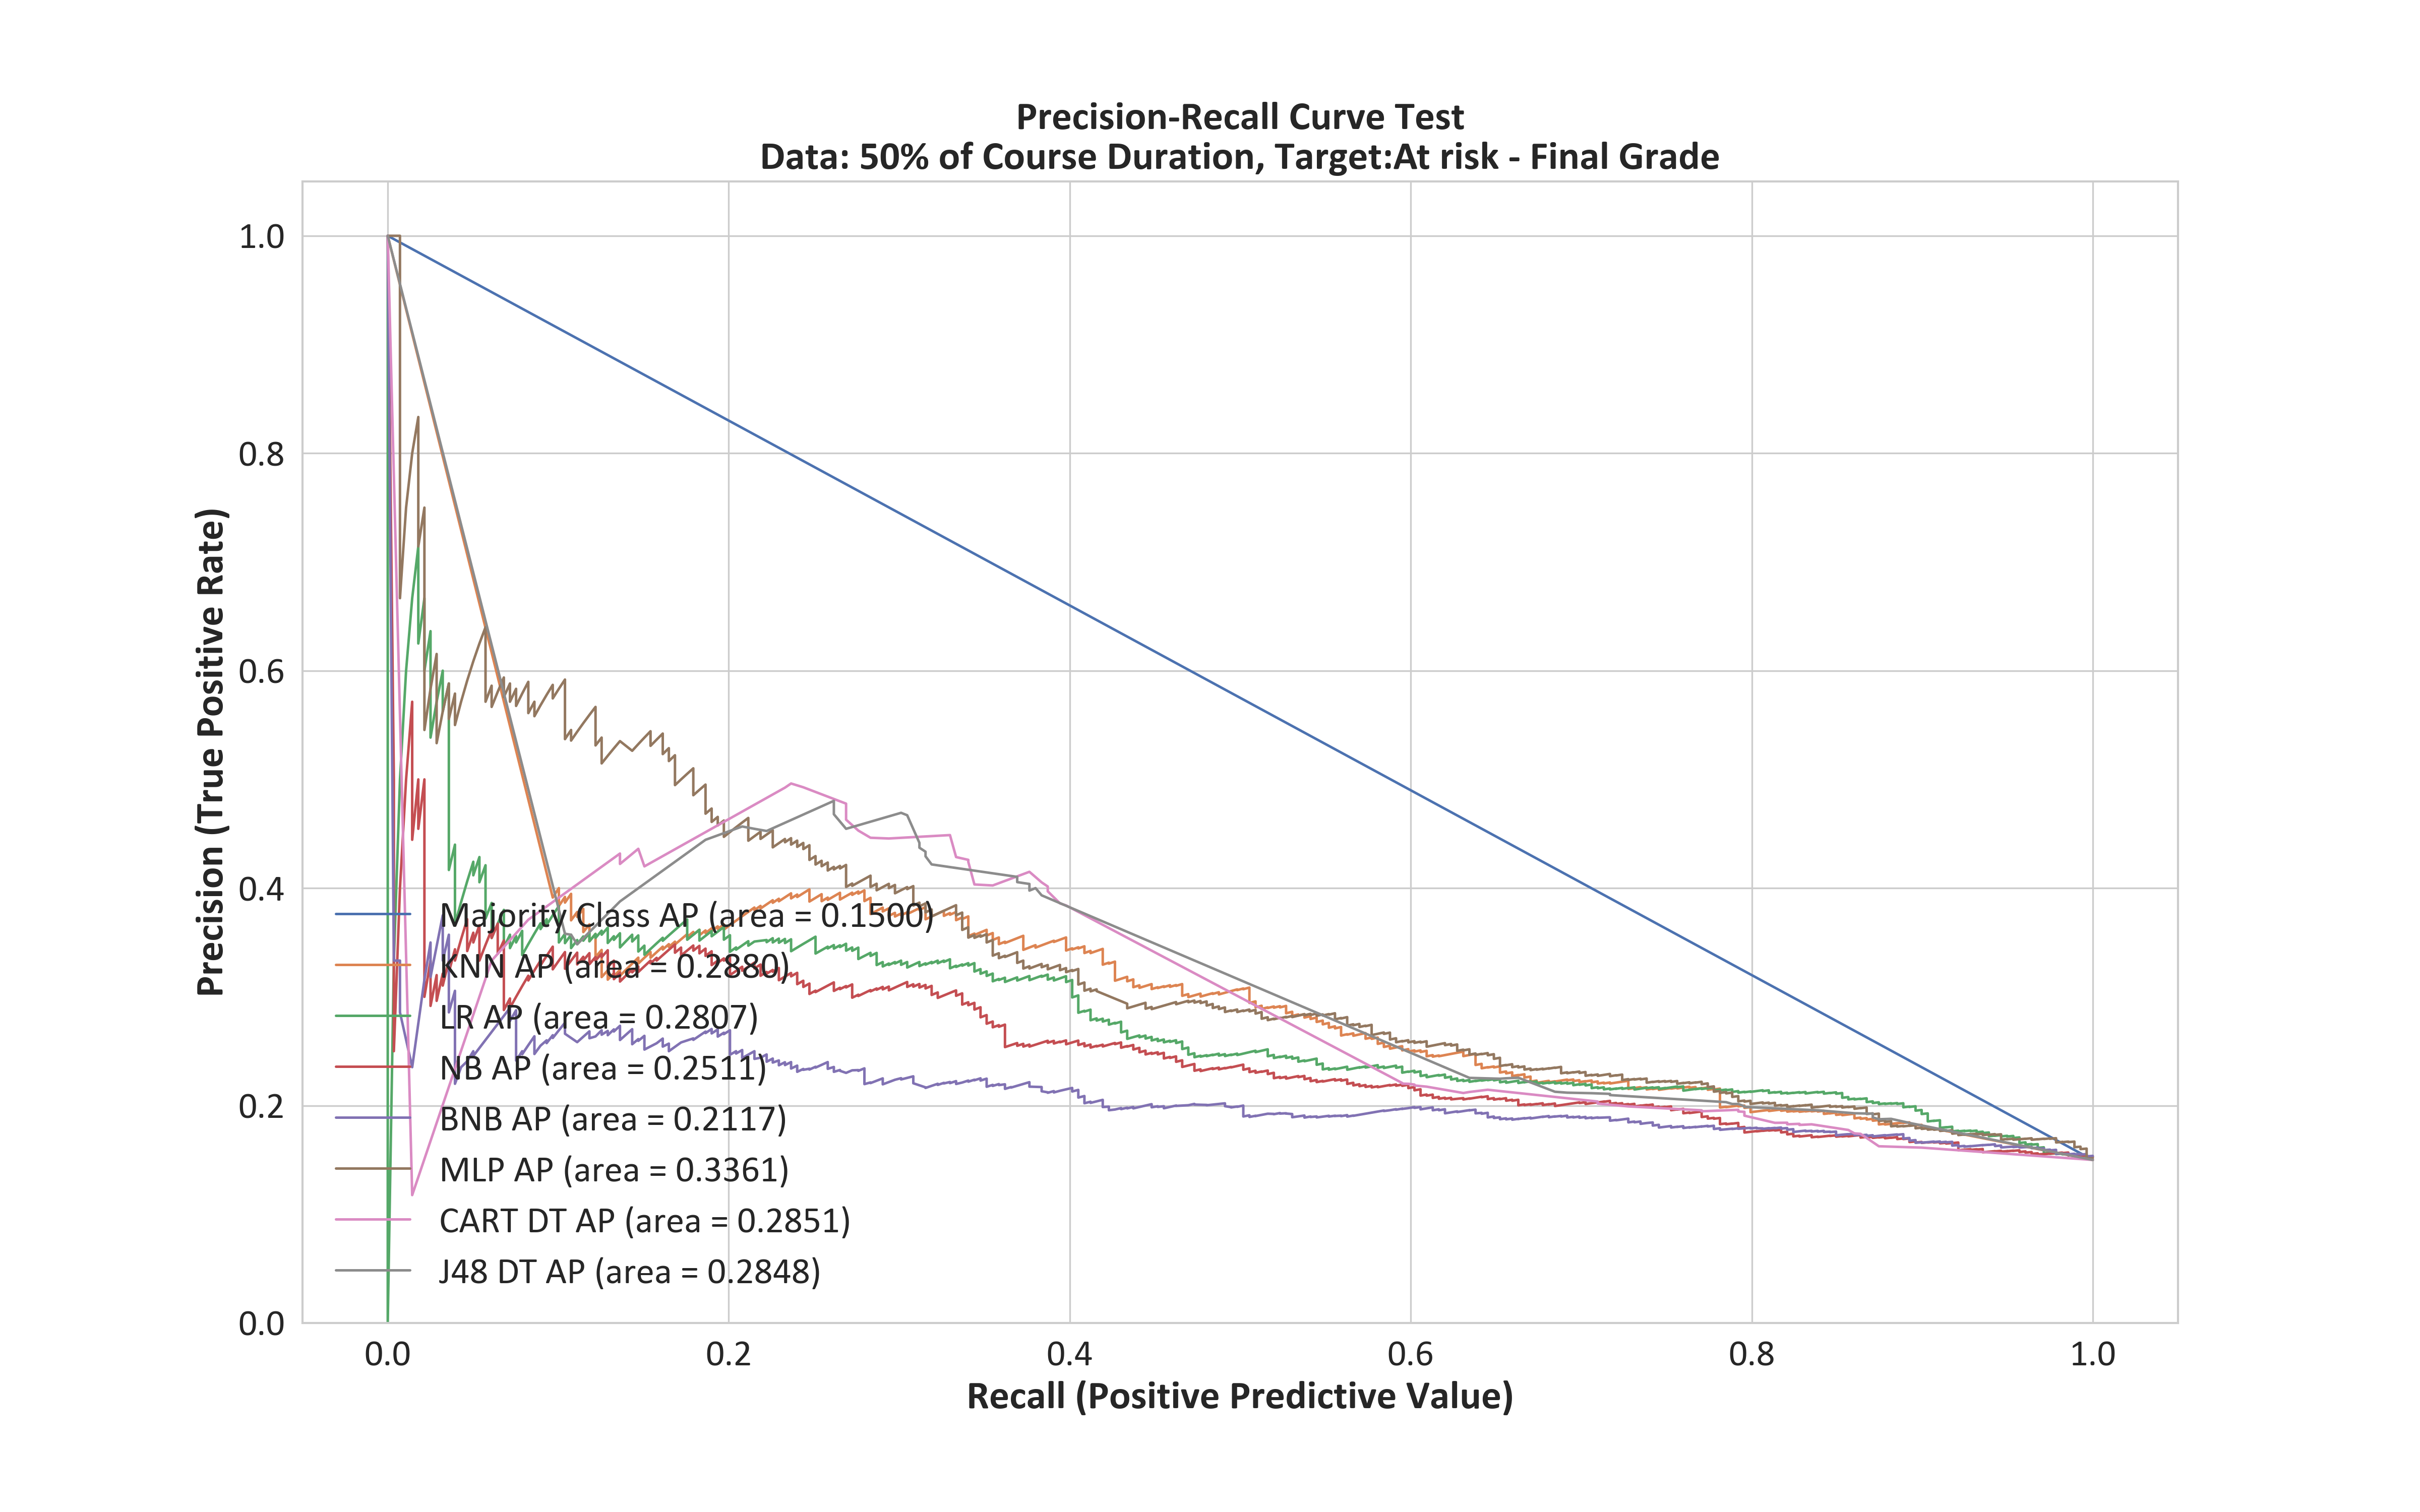 Precision-Recall Curve Test
Data: 50% of Course Duration, Target:At risk - Final Grade
Precision (True Positive Rate)
1.0
0.8
0.6
0.4
0.2
0.0
Majority Class AP (area = 0.1500)
KNN AP (area = 0.2880)
LR AP (area = 0.2807)
NB AP (area = 0.2511)
BNB AP (area = 0.2117)
MLP AP (area = 0.3361)
CART DT AP (area = 0.2851)
J48 DT AP (area = 0.2848)
0.0 0.2 0.4 0.6 0.8 1.0
Recall (Positive Predictive Value)